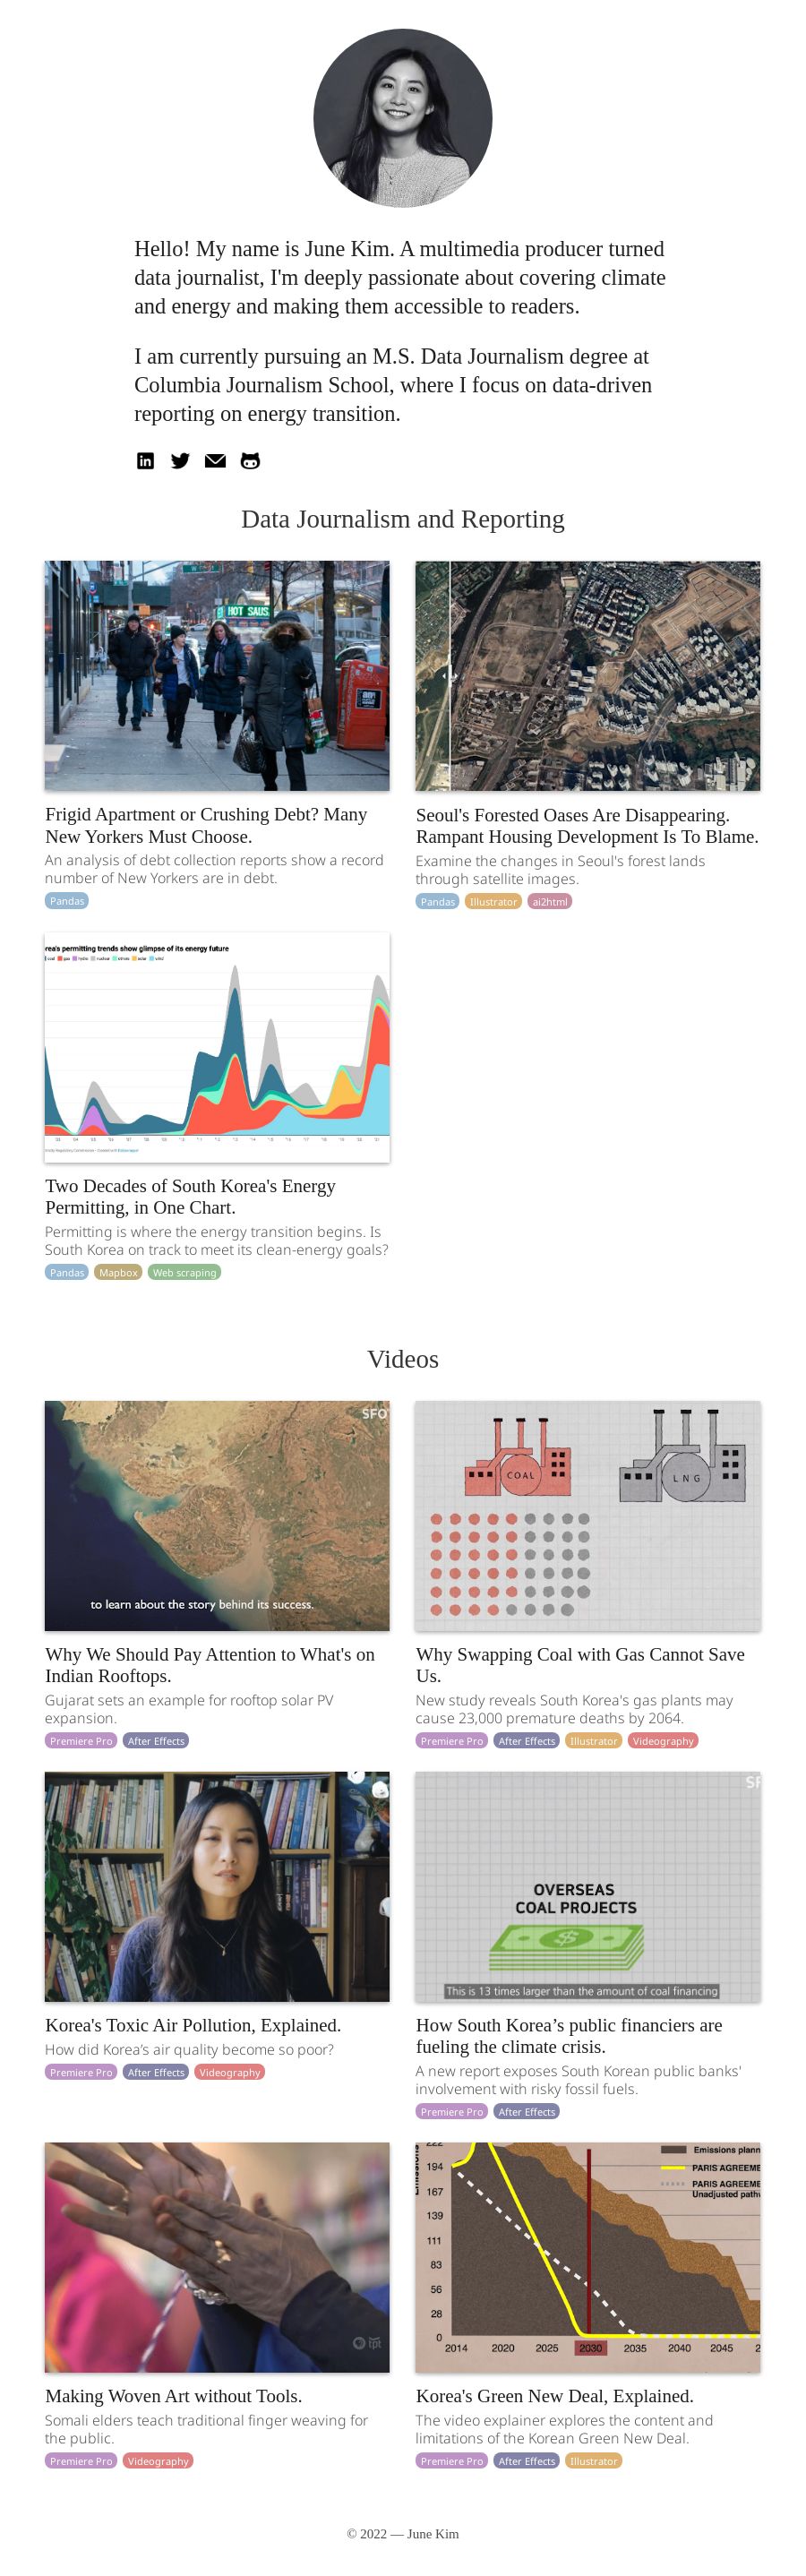 Hello! My name is June Kim. A multimedia producer turned
data journalist, I'm deeply passionate about covering climate
and energy and making them accessible to readers.
I am currently pursuing an M.S. Data Journalism degree at
Columbia Journalism School, where I focus on data-driven
reporting on energy transition.
in
Data Journalism and Reporting
HOT SAUS
Frigid Apartment or Crushing Debt? Many
New Yorkers Must Choose.
An analysis of debt collection reports show a record
number of New Yorkers are in debt.
Pandas
Seoul's Forested Oases Are Disappearing.
Rampant Housing Development Is To Blame.
Examine the changes in Seoul's forest lands
through satellite images.
Pandas Illustrator ai2html
rea's permitting trends show glimpse of its energy future
Two Decades of South Korea's Energy
Permitting, in One Chart.
Permitting is where the energy transition begins. Is
South Korea on track to meet its clean-energy goals?
Pandas Mapbox Web scraping
Videos
SFO
to learn about the story behind its success.
Why We Should Pay Attention to What's on
Indian Rooftops.
Gujarat sets an example for rooftop solar PV
expansion.
Premiere Pro After Effects
COAL
LNG
Why Swapping Coal with Gas Cannot Save
Us.
New study reveals South Korea's gas plants may
cause 23,000 premature deaths by 2064.
Premiere Pro After Effects Illustrator Videography
Korea's Toxic Air Pollution, Explained.
How did Korea's air quality become so poor?
Premiere Pro After Effects Videography
SF
OVERSEAS
COAL PROJECTS
$
This is 13 times larger than the amount of coal financing
How South Korea’s public financiers are
fueling the climate crisis.
A new report exposes South Korean public banks'
involvement with risky fossil fuels.
Premiere Pro After Effects
tpt
Making Woven Art without Tools.
Somali elders teach traditional finger weaving for
the public.
Premiere Pro Videography
Emissions
222
194
167
139
111
83
56
28
0
2014 2020 2025 2030 2035 2040 2045 2
Emissions plann
PARIS AGREEME
PARIS AGREEME
Unadjusted pathw
Korea's Green New Deal, Explained.
The video explainer explores the content and
limitations of the Korean Green New Deal.
Premiere Pro After Effects Illustrator
© 2022 — June Kim